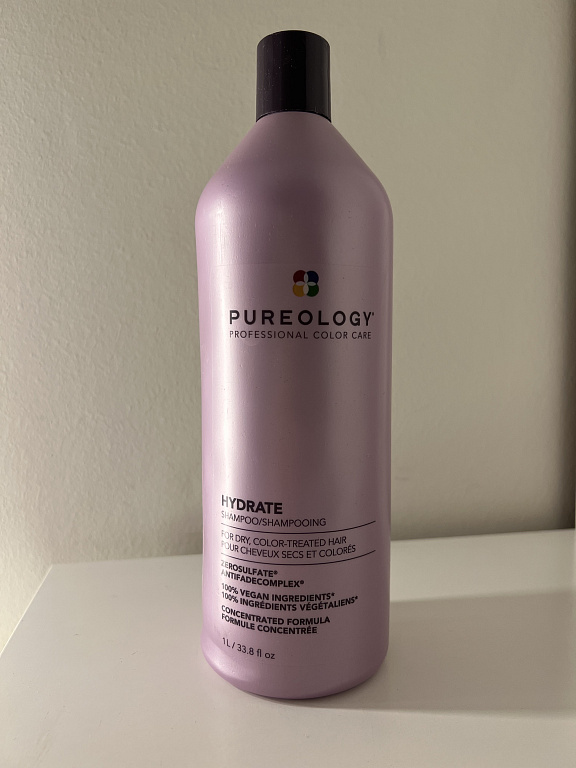 PUREOLOGY®
PROFESSIONAL COLOR CARE
HYDRATE
SHAMPOO/SHAMPOOING
FOR DRY, COLOR-TREATED HAIR
POUR CHEVEUX SECS ET COLORÉS
ZEROSULFATE®
ANTIFADECOMPLEX®
100% VEGAN INGREDIENTS*
100% INGRÉDIENTS VÉGÉTALIENS*
CONCENTRATED FORMULA
FORMULE CONCENTRÉE
1L / 33.8 fl oz